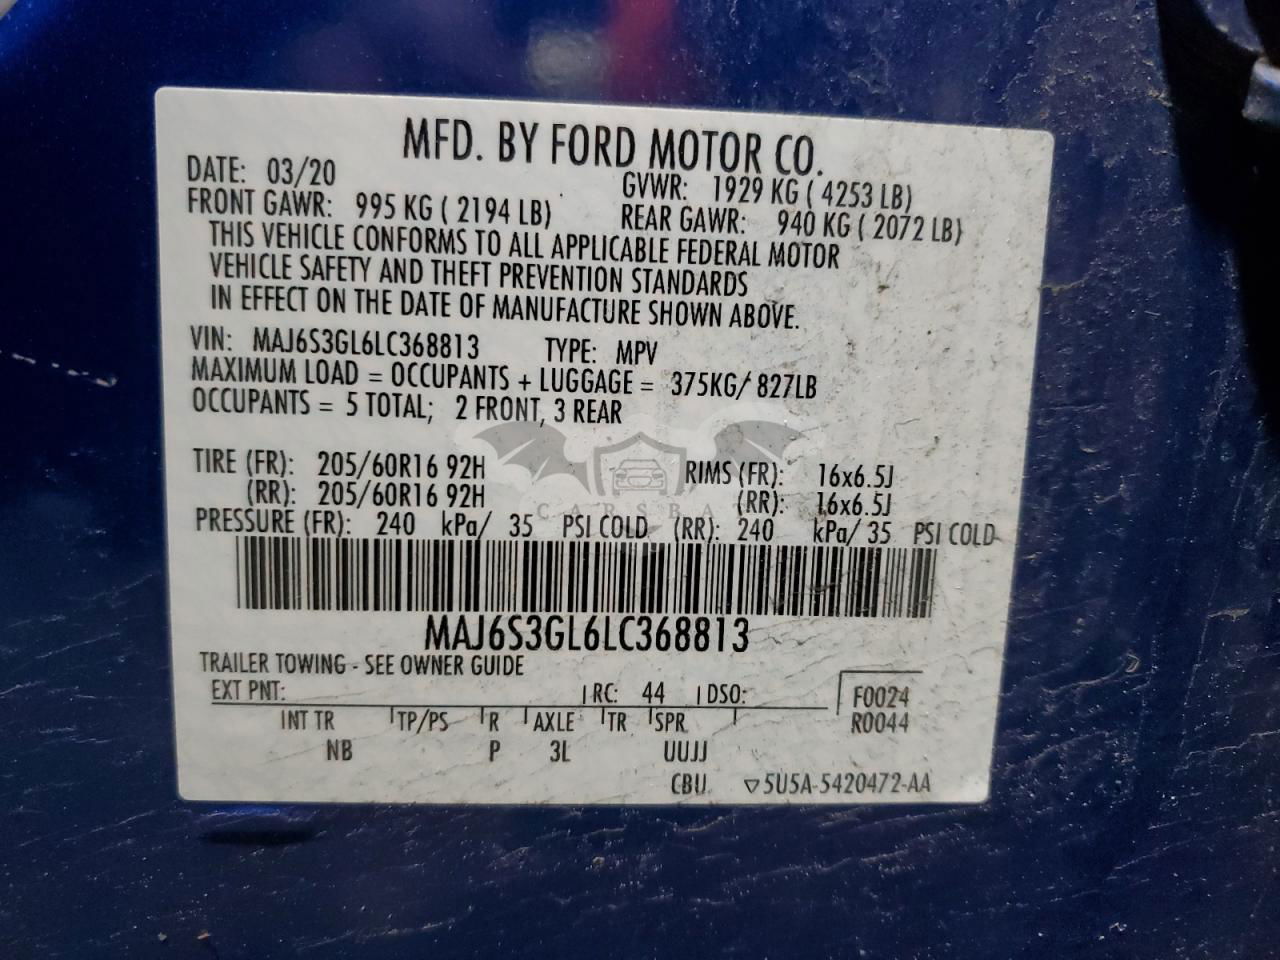 MFD. BY FORD MOTOR CO.
DATE: 03/20 GVWR: 1929 KG ( 4253 LB)
FRONT GAWR: 995 KG ( 2194 LB) REAR GAWR: 940 KG ( 2072 LB)
THIS VEHICLE CONFORMS TO ALL APPLICABLE FEDERAL MOTOR
VEHICLE SAFETY AND THEFT PREVENTION STANDARDS
IN EFFECT ON THE DATE OF MANUFACTURE SHOWN ABOVE.
VIN: MAJ6S3GL6LC368813 TYPE: MPV
MAXIMUM LOAD = OCCUPANTS + LUGGAGE = 375KG/ 827LB
OCCUPANTS = 5 TOTAL; 2 FRONT, 3 REAR
TIRE (FR): 205/60R16 92H RIMS (FR): 16x6.5J
(RR): 205/60R16 92H (RR): 16x6.5J
PRESSURE (FR): 240 kPa/ 35 PSI COLD (RR): 240 kPa/ 35 PSI COLD
MAJ6S3GL6LC368813
TRAILER TOWING - SEE OWNER GUIDE
EXT PNT: RC: 44 DSO: F0024
INT TR TP/PS R AXLE TR SPR R0044
NB P 3L UUJJ
CBU ▽5U5A-5420472-AA